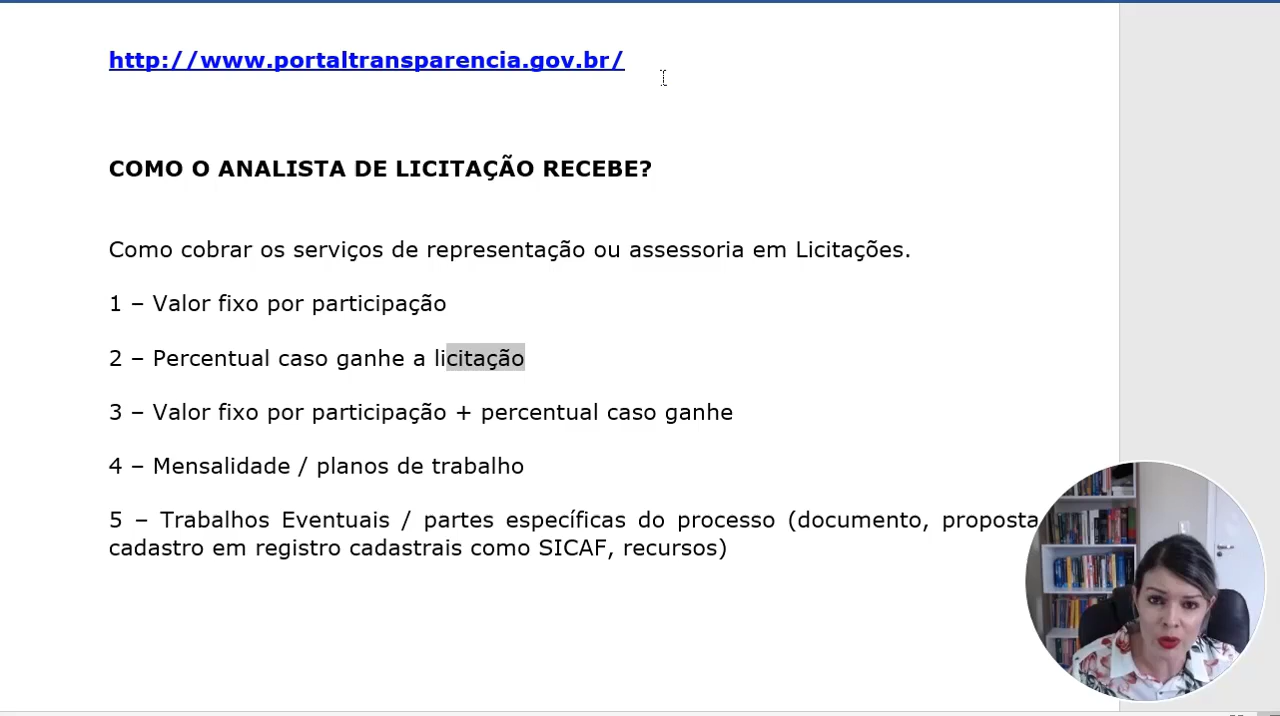 http://www.portaltransparencia.gov.br/
COMO O ANALISTA DE LICITAÇÃO RECEBE?
Como cobrar os serviços de representação ou assessoria em Licitações.
1 – Valor fixo por participação
2 – Percentual caso ganhe a licitação
3 – Valor fixo por participação + percentual caso ganhe
4 – Mensalidade / planos de trabalho
5 – Trabalhos Eventuais / partes específicas do processo (documento, proposta
cadastro em registro cadastrais como SICAF, recursos)